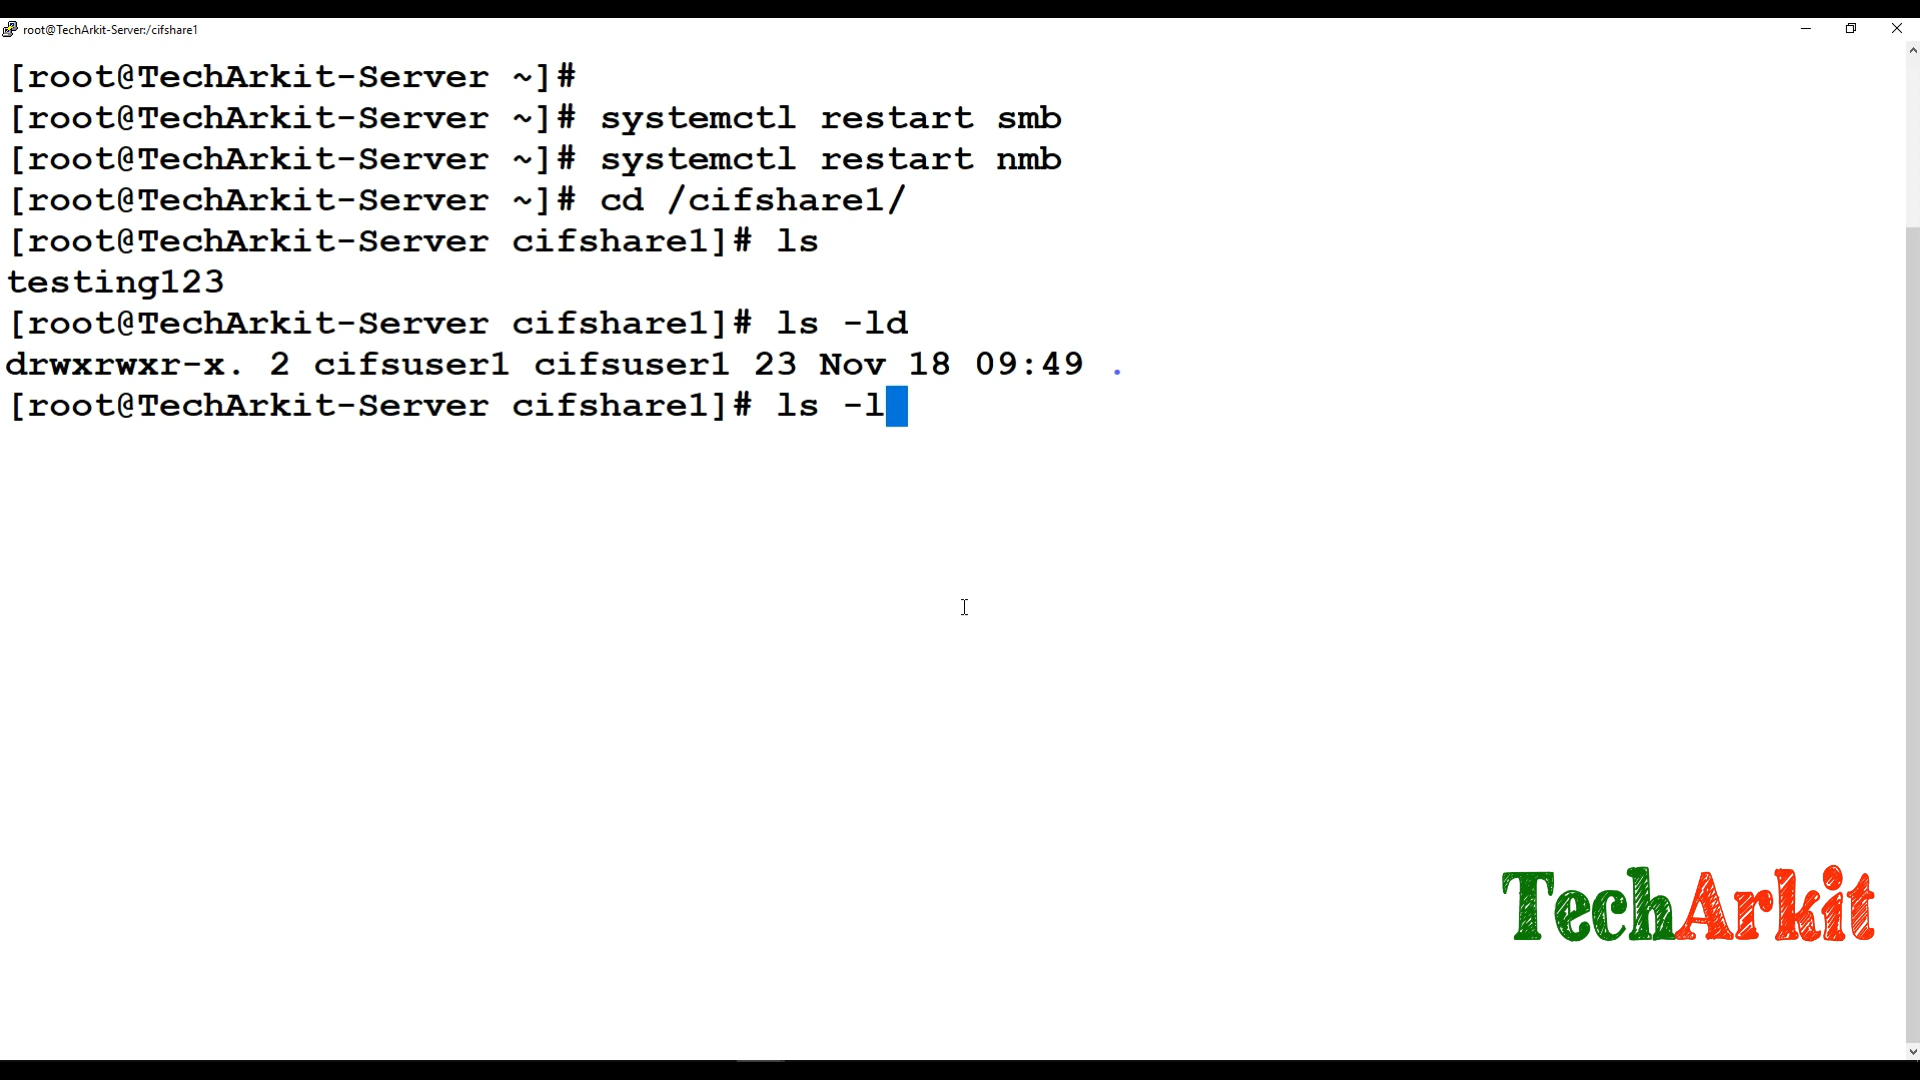 root@TechArkit-Server:/cifshare1
[root@TechArkit-Server ~]#
[root@TechArkit-Server ~]# systemctl restart smb
[root@TechArkit-Server ~]# systemctl restart nmb
[root@TechArkit-Server ~]# cd /cifshare1/
[root@TechArkit-Server cifshare1]# ls
testing123
[root@TechArkit-Server cifshare1]# ls -ld
drwxrwxr-x. 2 cifsuser1 cifsuser1 23 Nov 18 09:49 .
[root@TechArkit-Server cifshare1]# ls -l
TechArkit